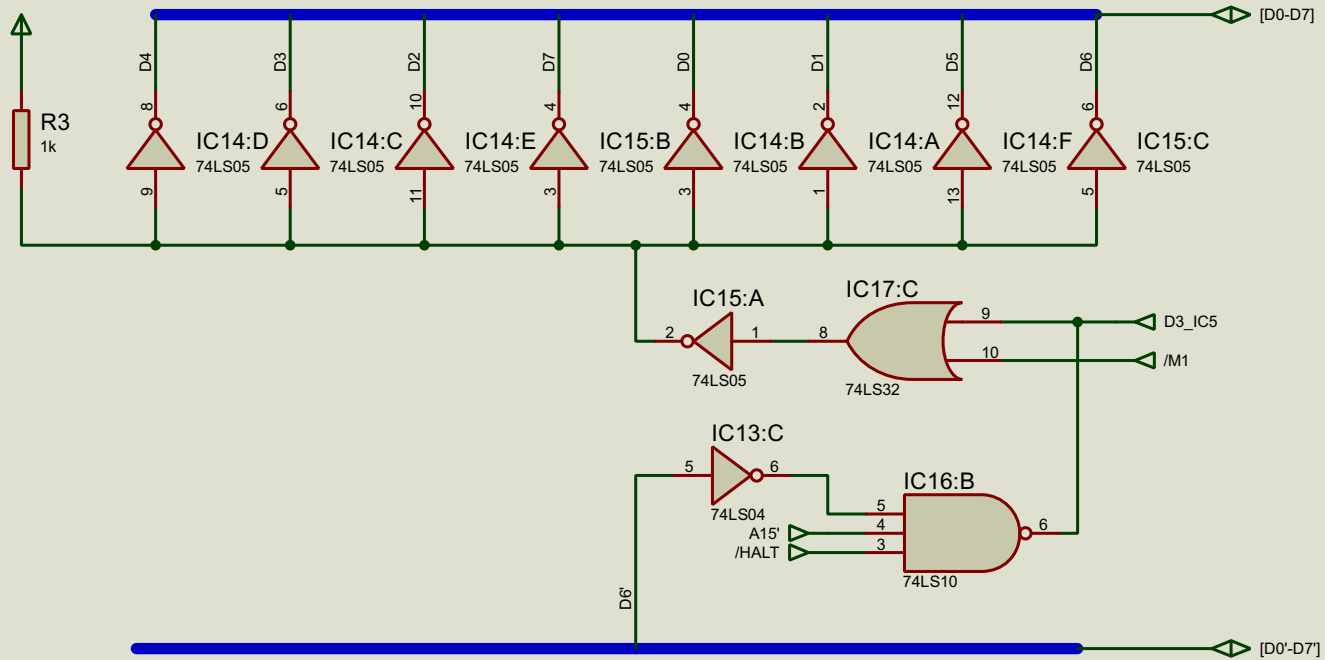 [D0-D7]
D4
D3
D2
D7
D0
D1
D5
D6
8
6
10
4
4
2
12
6
R3
1k
IC14:D
74LS05
IC14:C
74LS05
IC14:E
74LS05
IC15:B
74LS05
IC14:B
74LS05
IC14:A
74LS05
IC14:F
74LS05
IC15:C
74LS05
9
5
11
3
3
1
13
5
IC15:A
2
1
74LS05
IC17:C
8
9
10
74LS32
D3_IC5
/M1
IC13:C
5
6
74LS04
IC16:B
5
4
3
6
74LS10
A15'
/HALT
D6'
[D0'-D7']